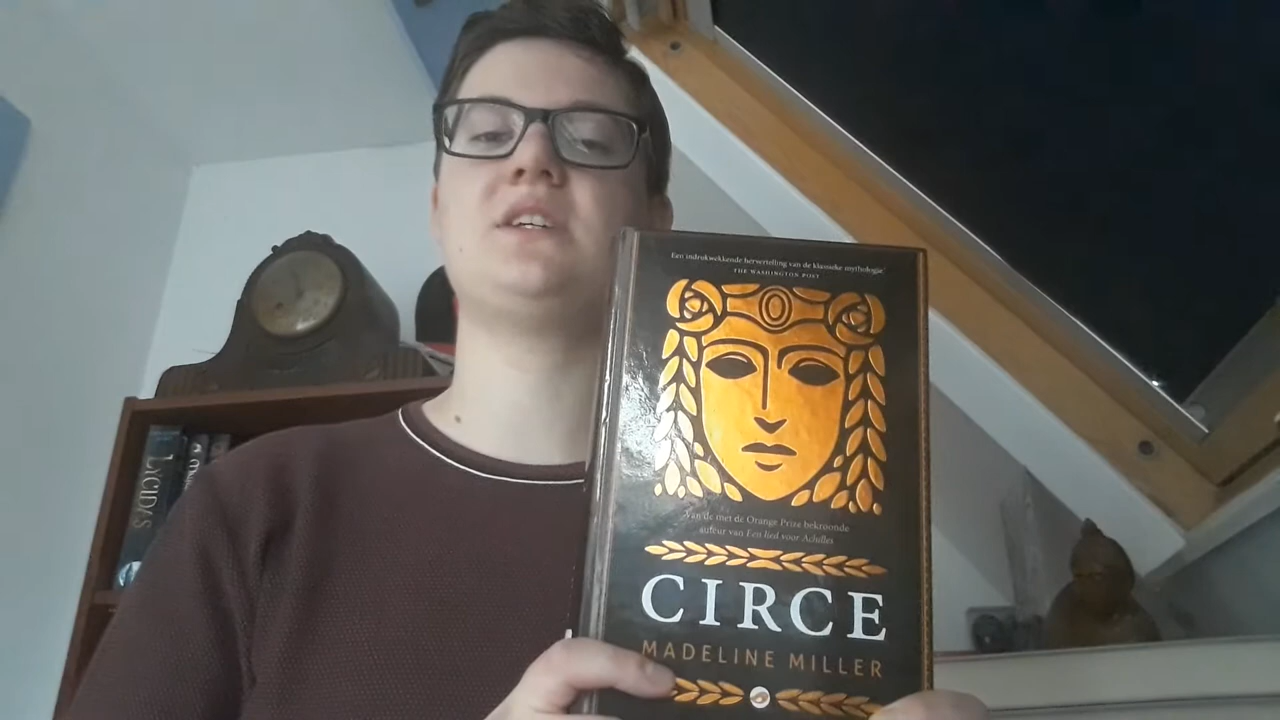 Een indrukwekkende hervertelling van de klassieke mythologie'
THE WASHINGTON POST
Van de met de Orange Prize bekroonde
auteur van Een lied voor Achilles
CIRCE
MADELINE MILLER
LYCIDAS